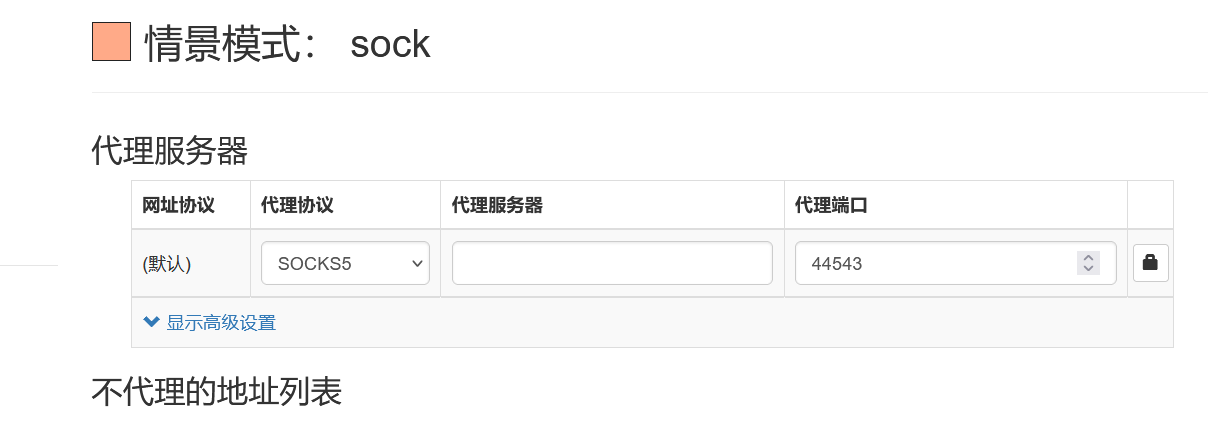 情景模式： sock
代理服务器
网址协议 代理协议 代理服务器 代理端口
(默认) SOCKS5 44543
显示高级设置
不代理的地址列表